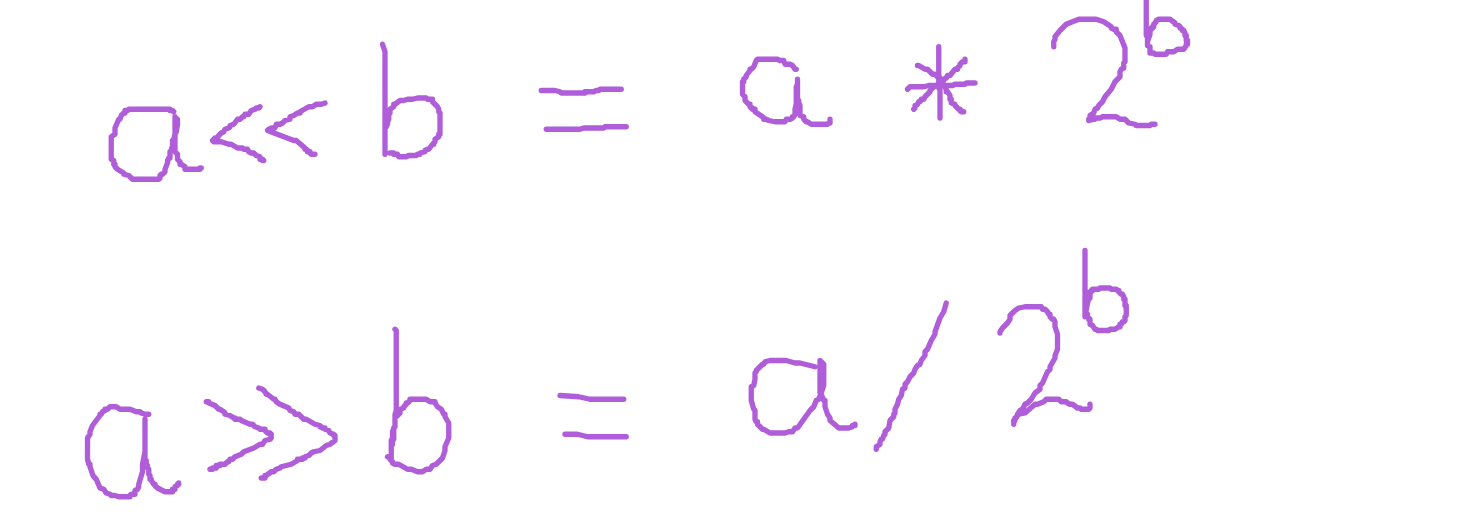 a << b = a * 2^b
a >> b = a / 2^b